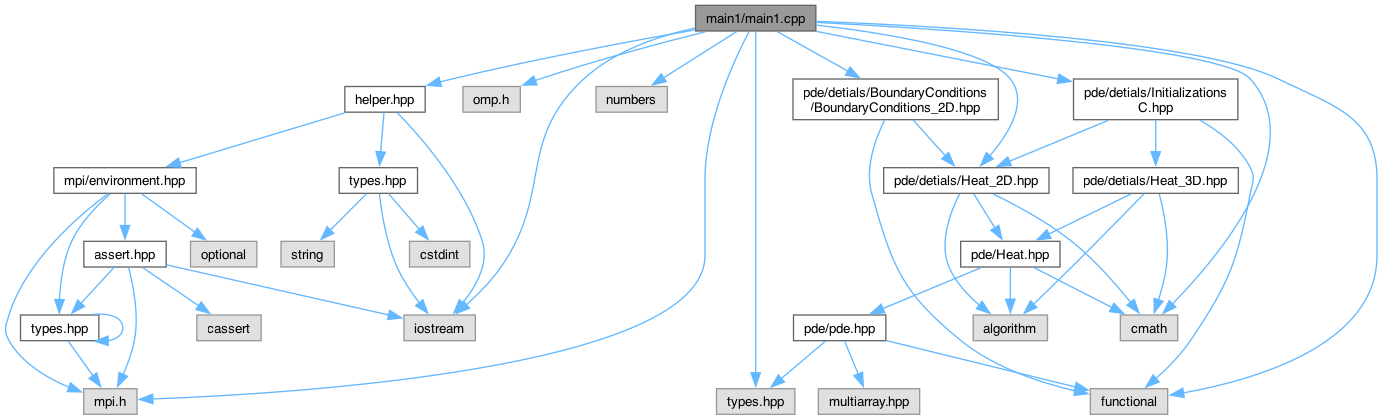 main1/main1.cpp
helper.hpp
omp.h
numbers
pde/detials/BoundaryConditions
/BoundaryConditions_2D.hpp
pde/detials/Initializations
C.hpp
mpi/environment.hpp
types.hpp
pde/detials/Heat_2D.hpp
pde/detials/Heat_3D.hpp
assert.hpp
optional
string
cstdint
pde/Heat.hpp
types.hpp
cassert
iostream
pde/pde.hpp
algorithm
cmath
mpi.h
types.hpp
multiarray.hpp
functional